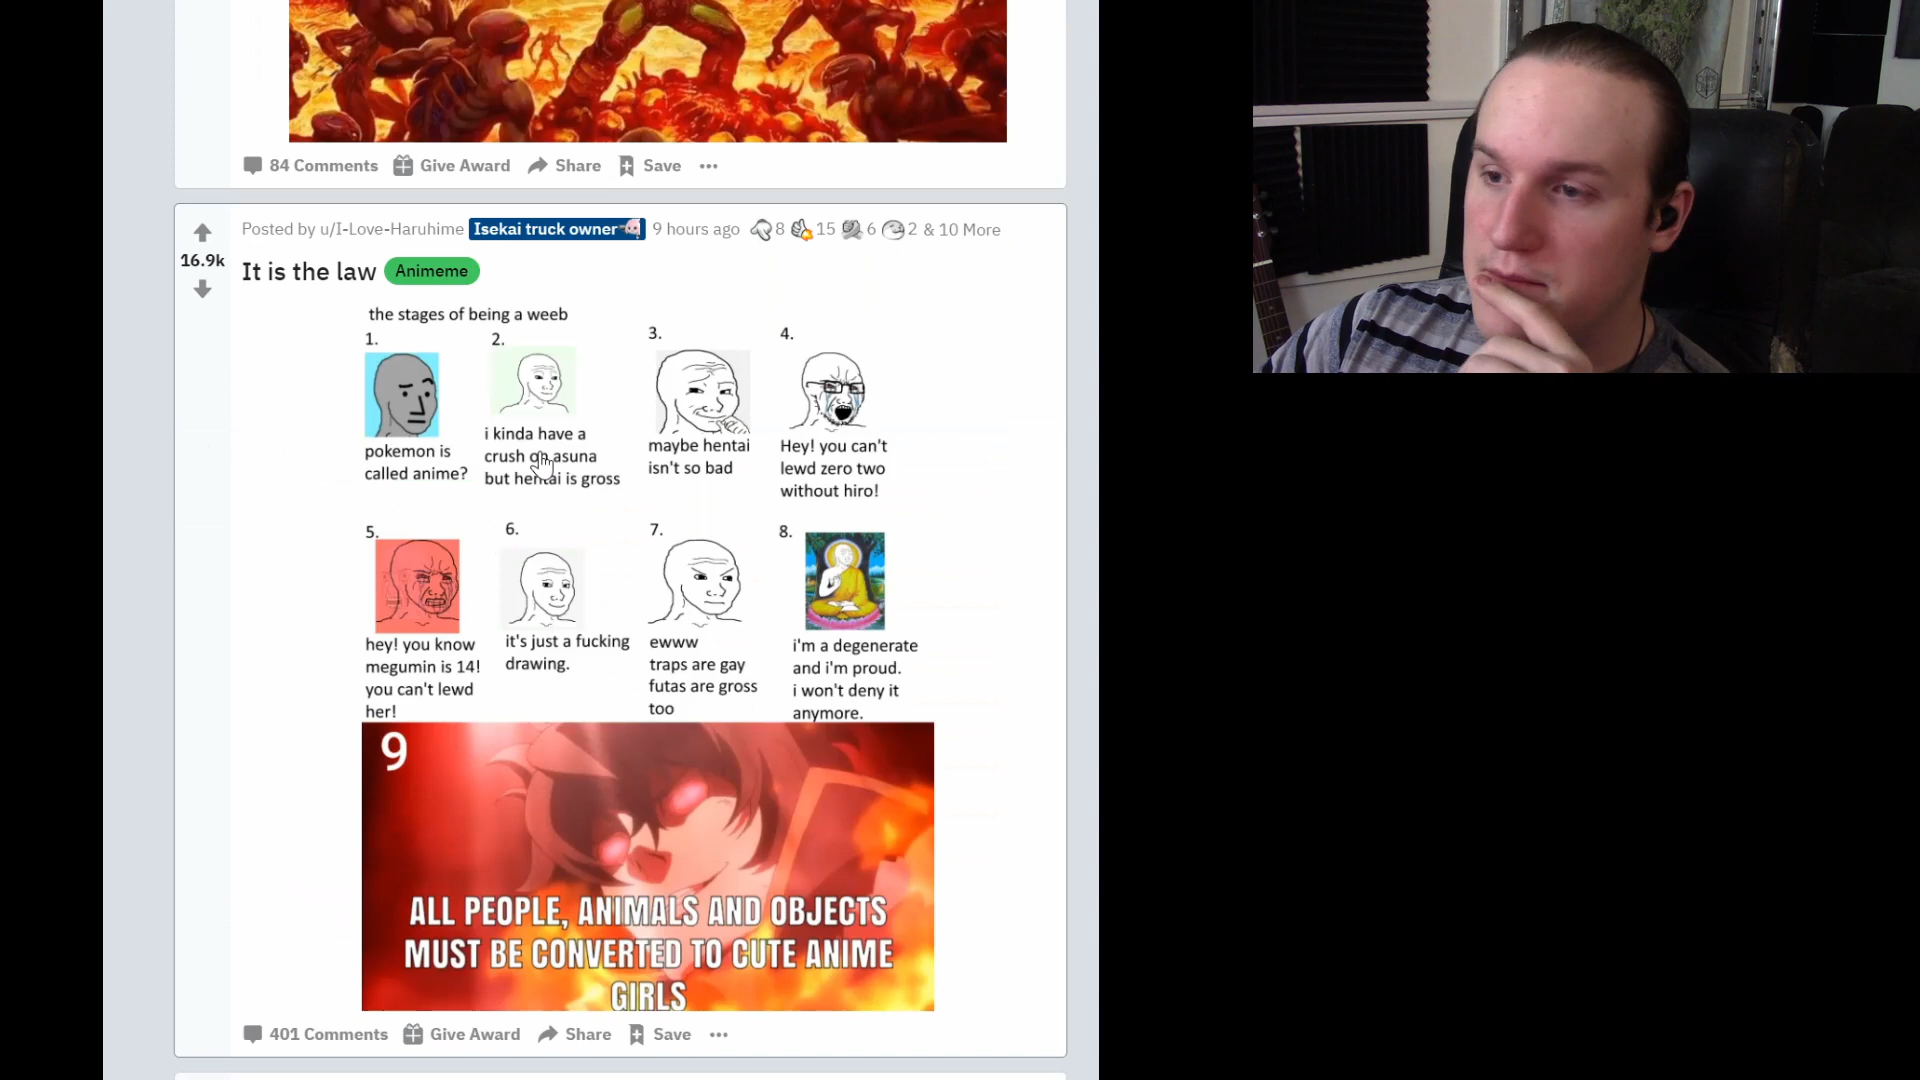 84 Comments Give Award Share Save
Posted by u/I-Love-Haruhime Isekai truck owner 9 hours ago 8 15 6 2 & 10 More
16.9k
It is the law Animeme
the stages of being a weeb
1.
pokemon is
called anime?
2.
i kinda have a
crush on asuna
but hentai is gross
3.
maybe hentai
isn't so bad
4.
Hey! you can't
lewd zero two
without hiro!
5.
hey! you know
megumin is 14!
you can't lewd
her!
6.
it's just a fucking
drawing.
7.
ewww
traps are gay
futas are gross
too
8.
i'm a degenerate
and i'm proud.
i won't deny it
anymore.
9
ALL PEOPLE, ANIMALS AND OBJECTS
MUST BE CONVERTED TO CUTE ANIME
GIRLS
401 Comments Give Award Share Save